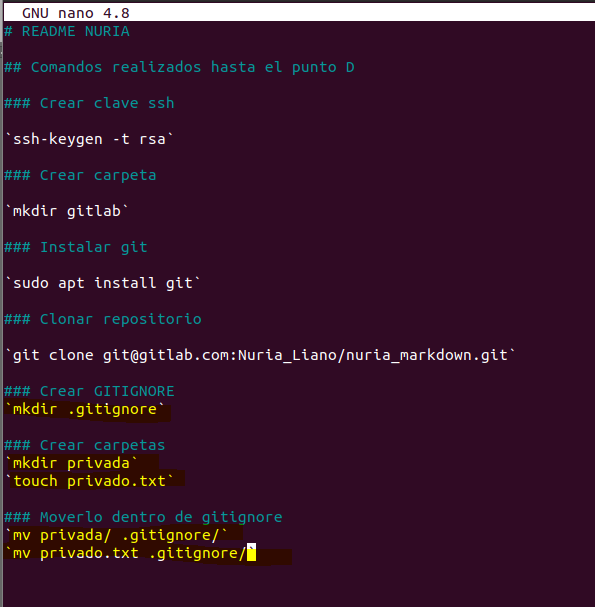 GNU nano 4.8
# README NURIA
## Comandos realizados hasta el punto D
### Crear clave ssh
`ssh-keygen -t rsa`
### Crear carpeta
`mkdir gitlab`
### Instalar git
`sudo apt install git`
### Clonar repositorio
`git clone git@gitlab.com:Nuria_Liano/nuria_markdown.git`
### Crear GITIGNORE
`mkdir .gitignore`
### Crear carpetas
`mkdir privada`
`touch privado.txt`
### Moverlo dentro de gitignore
`mv privada/ .gitignore/`
`mv privado.txt .gitignore/`